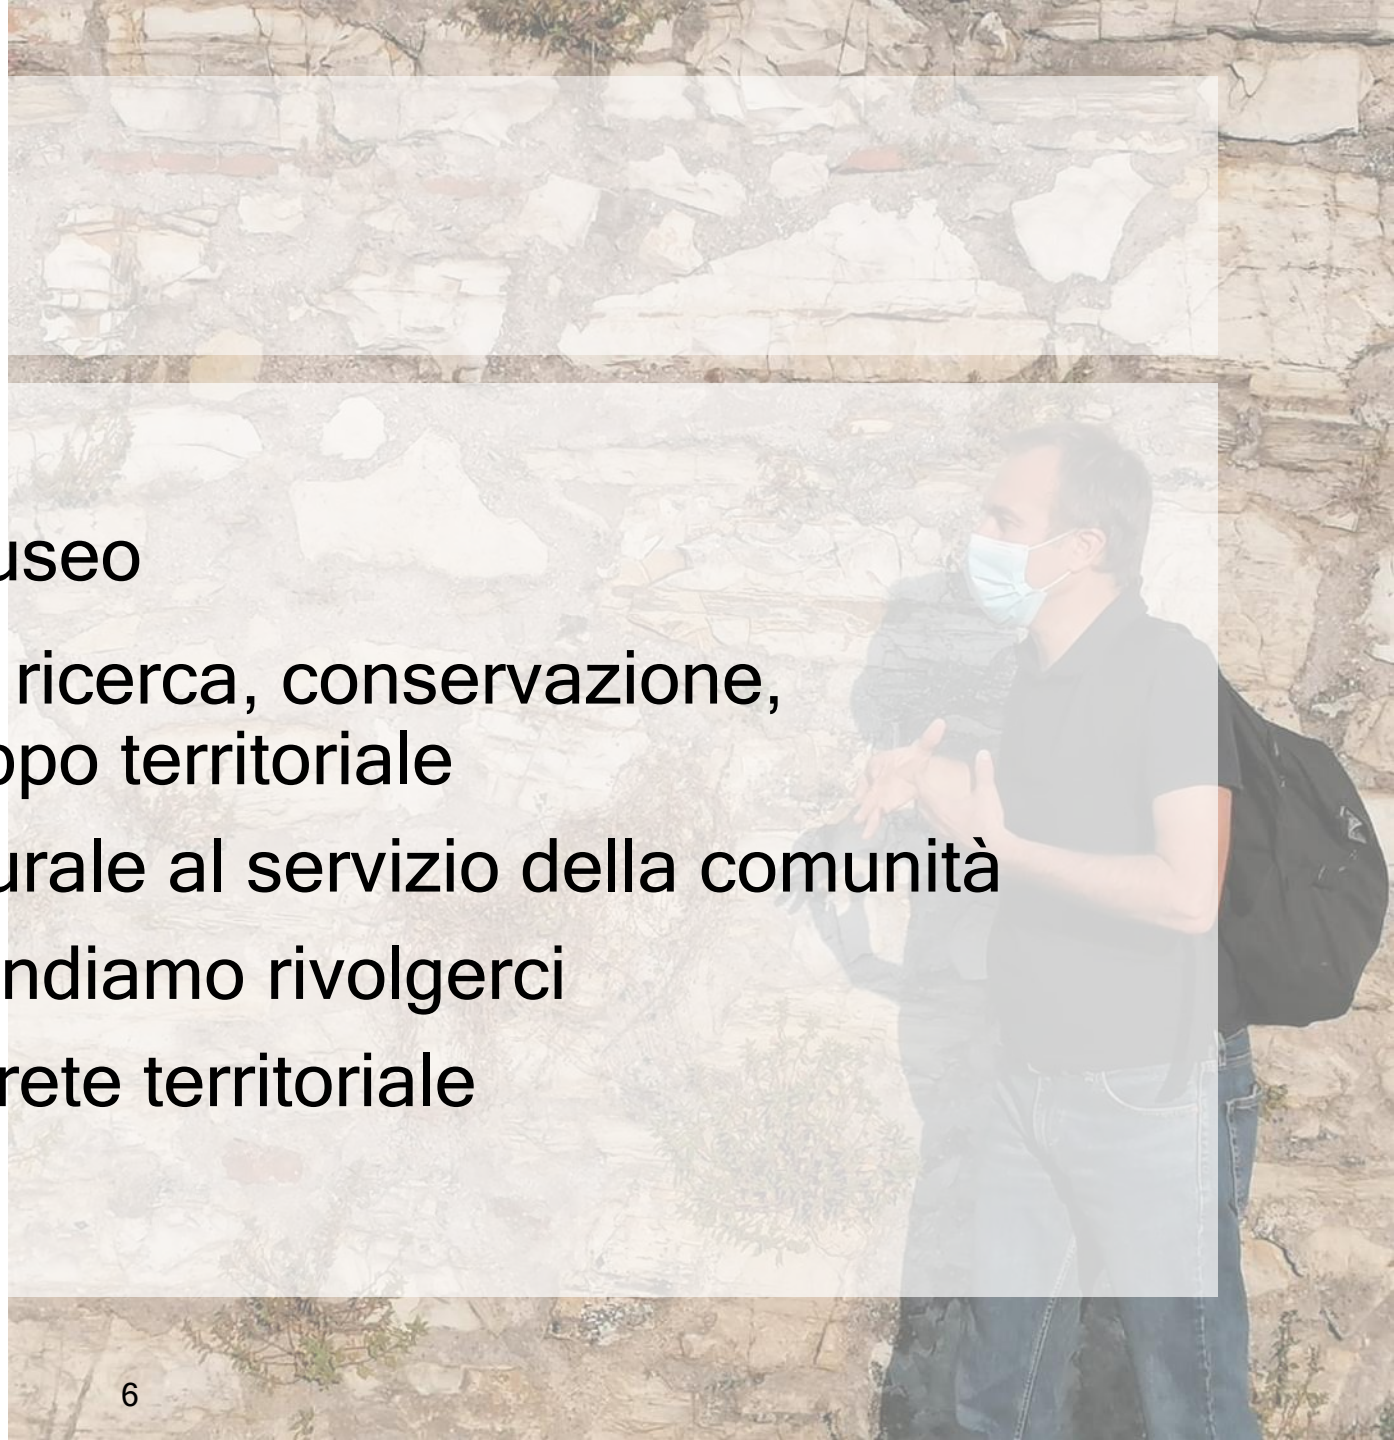 useo
ricerca, conservazione,
ppo territoriale
urale al servizio della comunità
ndiamo rivolgerci
rete territoriale
6